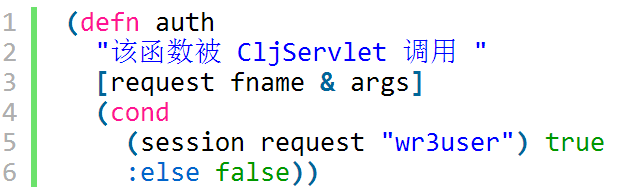 1 (defn auth
2 "该函数被 CljServlet 调用 "
3 [request fname & args]
4 (cond
5 (session request "wr3user") true
6 :else false))